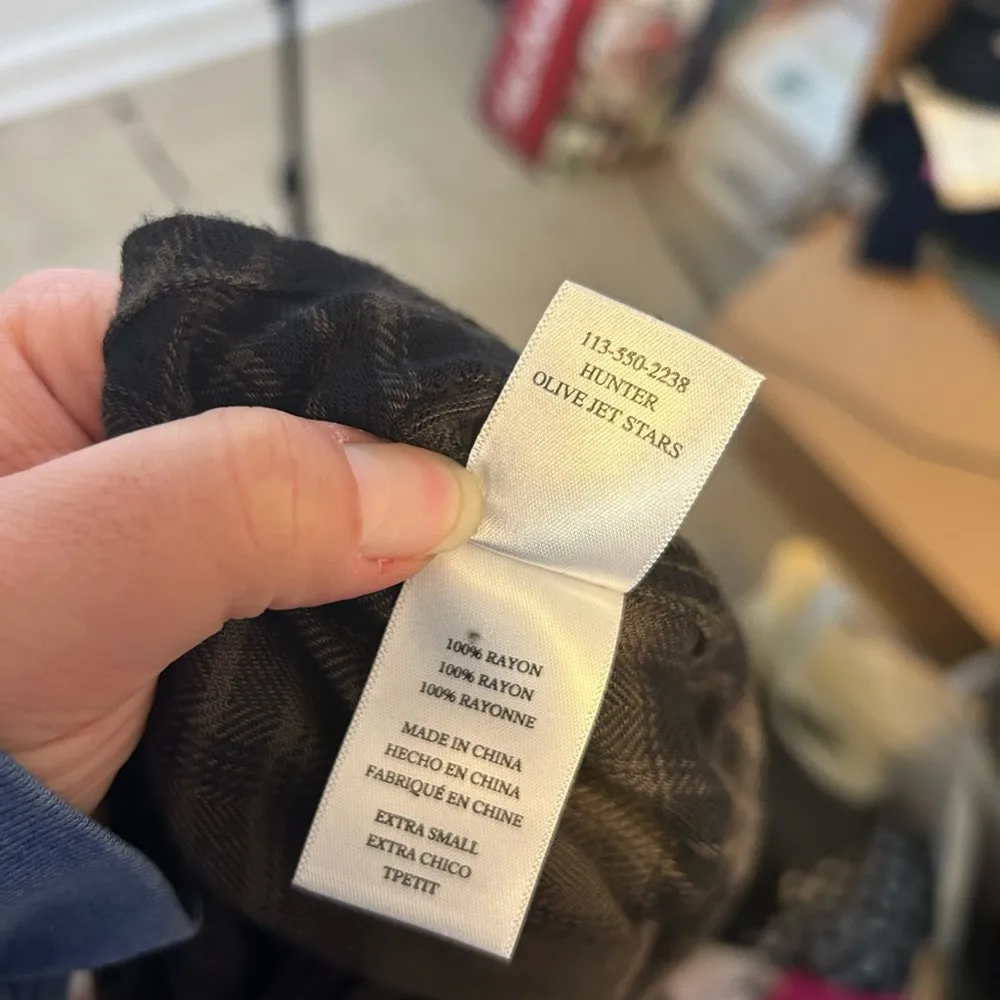 113-550-2238
HUNTER
OLIVE JET STARS
100% RAYON
100% RAYON
100% RAYONNE
MADE IN CHINA
HECHO EN CHINA
FABRIQUÉ EN CHINE
EXTRA SMALL
EXTRA CHICO
TPETIT